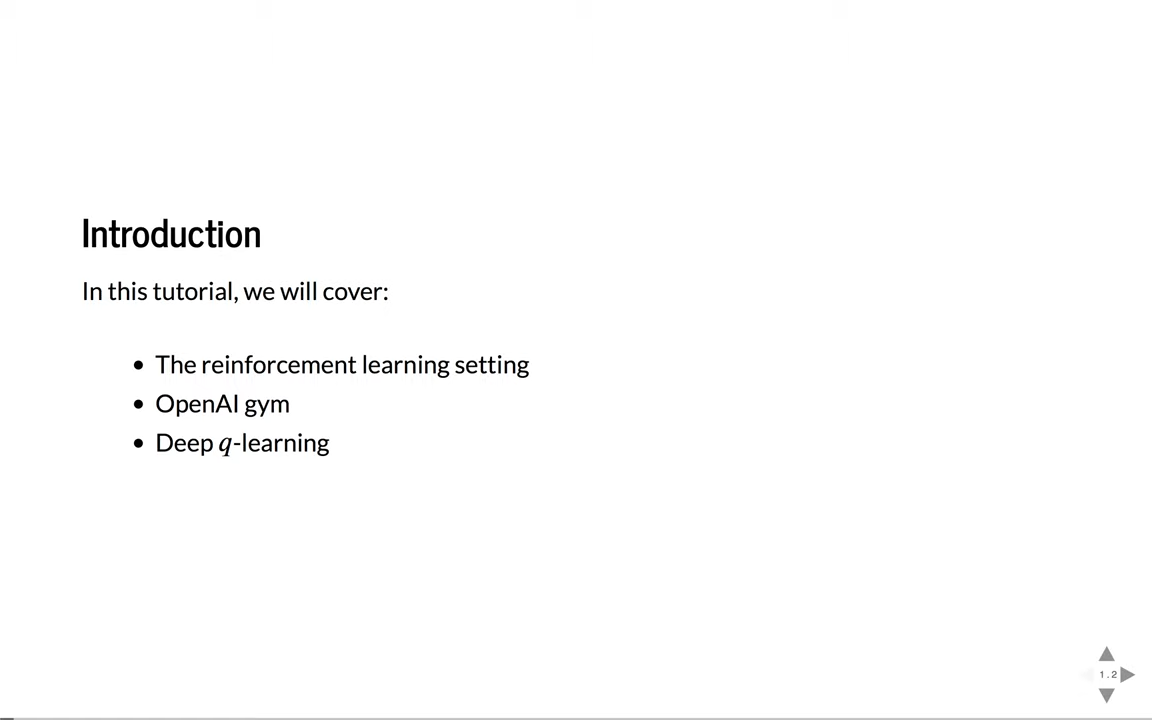 Introduction
In this tutorial, we will cover:
• The reinforcement learning setting
• OpenAI gym
• Deep q-learning
1.2